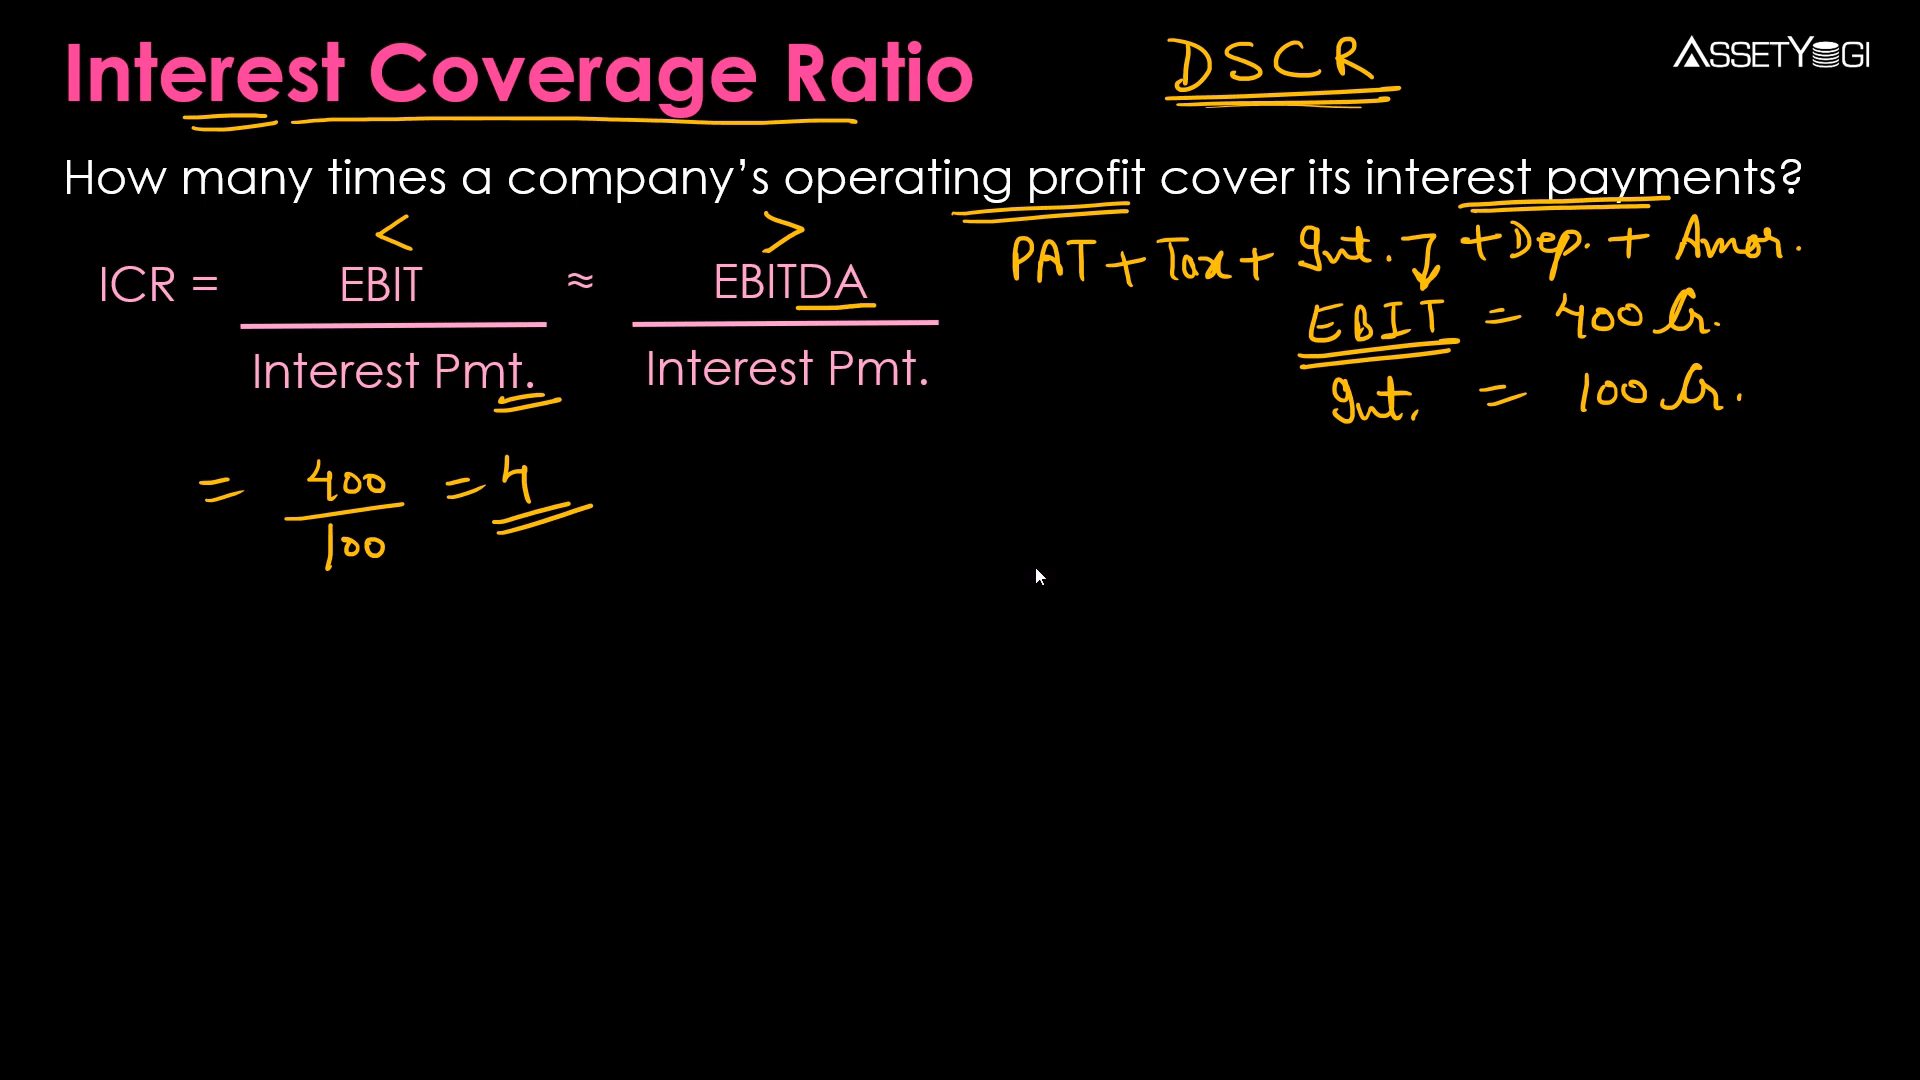 Interest Coverage Ratio
DSCR
ASSETYOGI
How many times a company’s operating profit cover its interest payments?
< >
PAT + Tax + Int. + Dep. + Amor.
ICR = EBIT / Interest Pmt. ≈ EBITDA / Interest Pmt.
EBIT = 400 Cr.
Int. = 100 Cr.
= 400 / 100 = 4